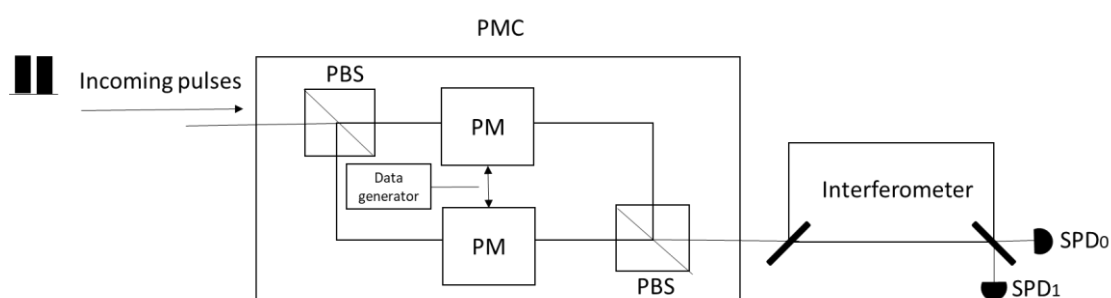 PMC
Incoming pulses
PBS
PM
Data
generator
Interferometer
PM
SPD0
PBS
SPD1